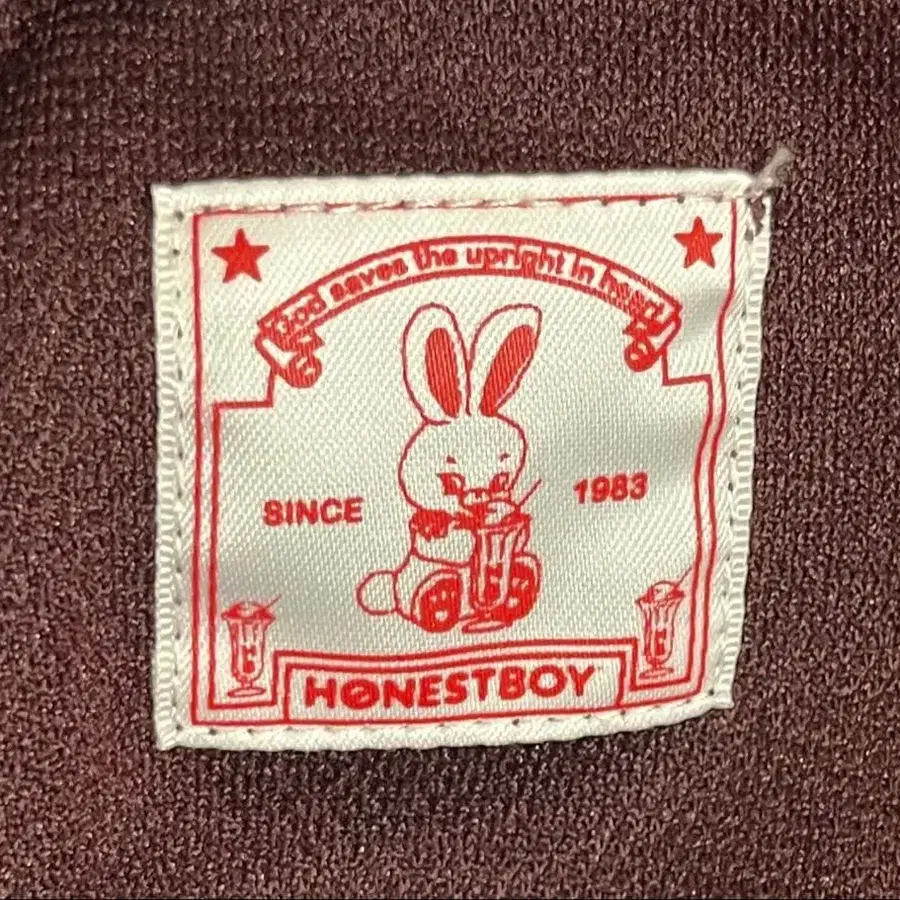 God saves the upright in heart
SINCE
1983
HONESTBOY